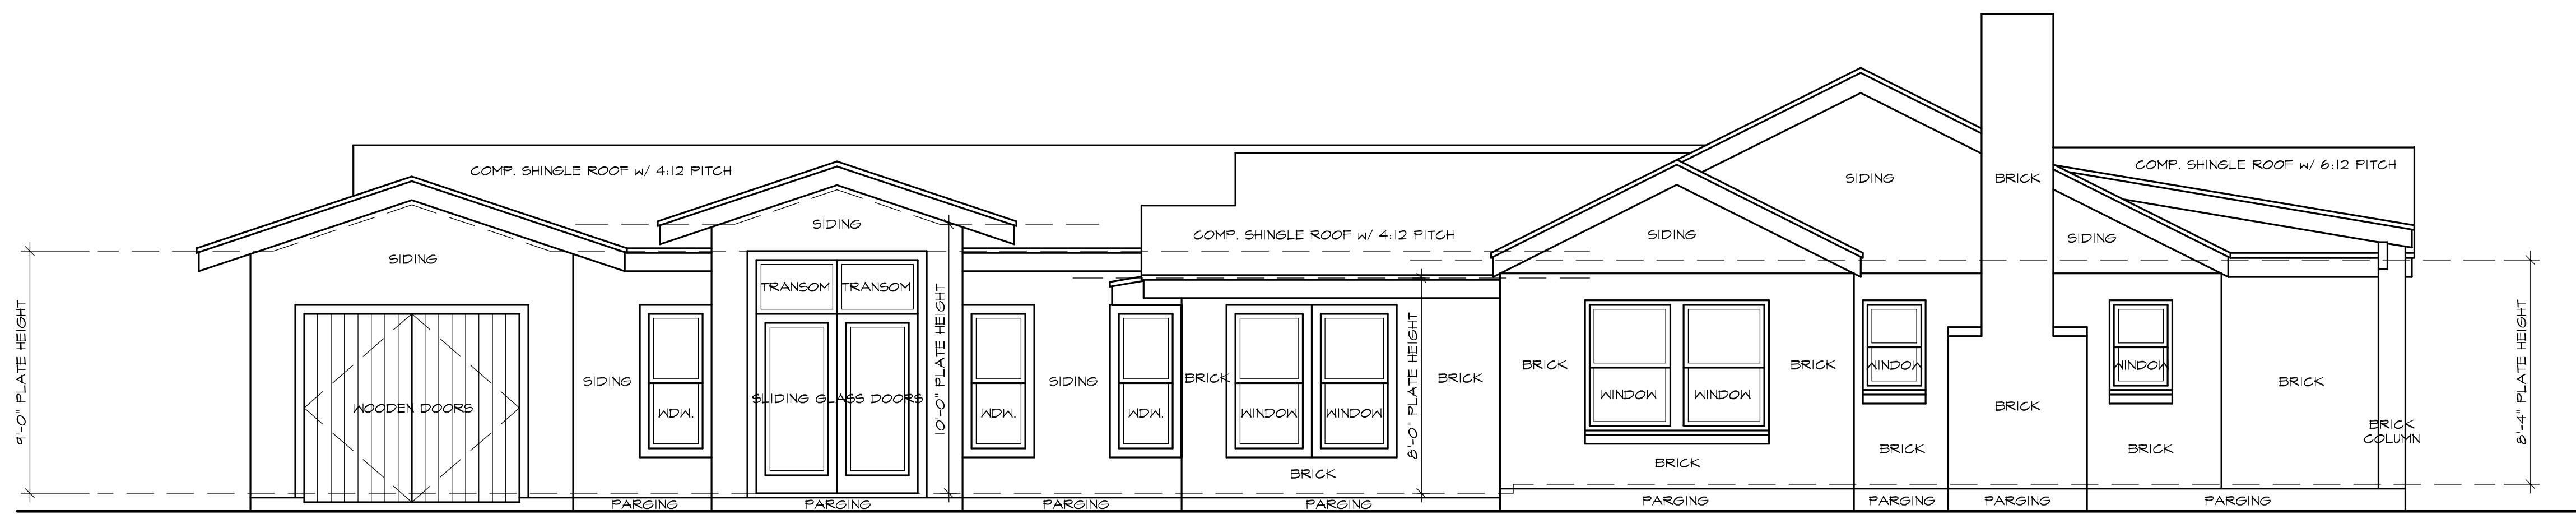 COMP. SHINGLE ROOF W/ 4:12 PITCH
COMP. SHINGLE ROOF W/ 6:12 PITCH
SIDING
BRICK
SIDING
COMP. SHINGLE ROOF W/ 4:12 PITCH
SIDING
SIDING
SIDING
TRANSOM
TRANSOM
9'-0" PLATE HEIGHT
10'-0" PLATE HEIGHT
8'-0" PLATE HEIGHT
8'-4" PLATE HEIGHT
SIDING
SIDING
BRICK
BRICK
BRICK
BRICK
WINDOW
WINDOW
BRICK
WOODEN DOORS
WDW.
SLIDING GLASS DOORS
WDW.
WDW.
WINDOW
WINDOW
WINDOW
WINDOW
BRICK
BRICK
COLUMN
BRICK
BRICK
BRICK
BRICK
PARGING
PARGING
PARGING
PARGING
PARGING
PARGING
PARGING
PARGING